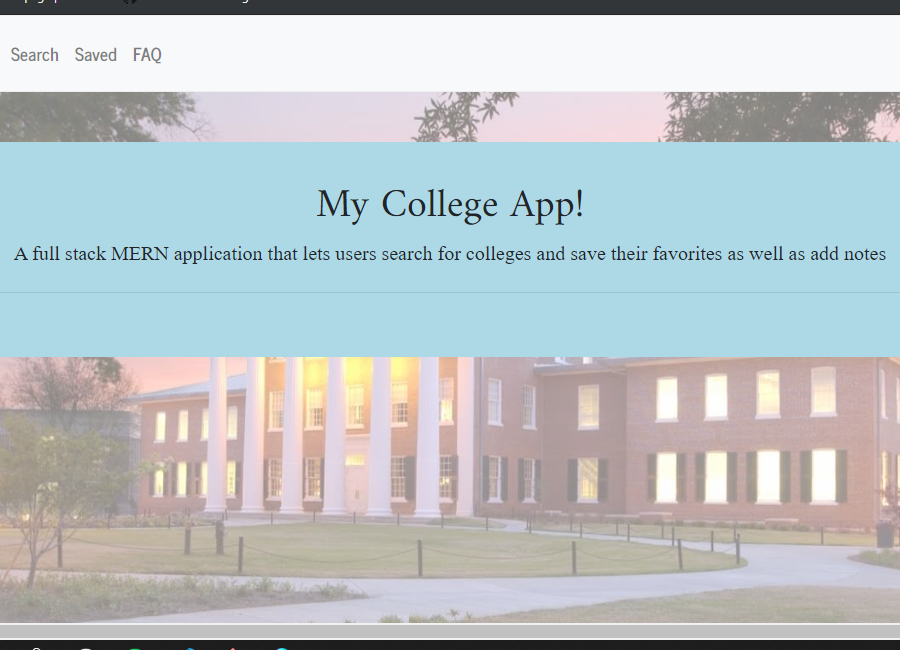 Search Saved FAQ
My College App!
A full stack MERN application that lets users search for colleges and save their favorites as well as add notes